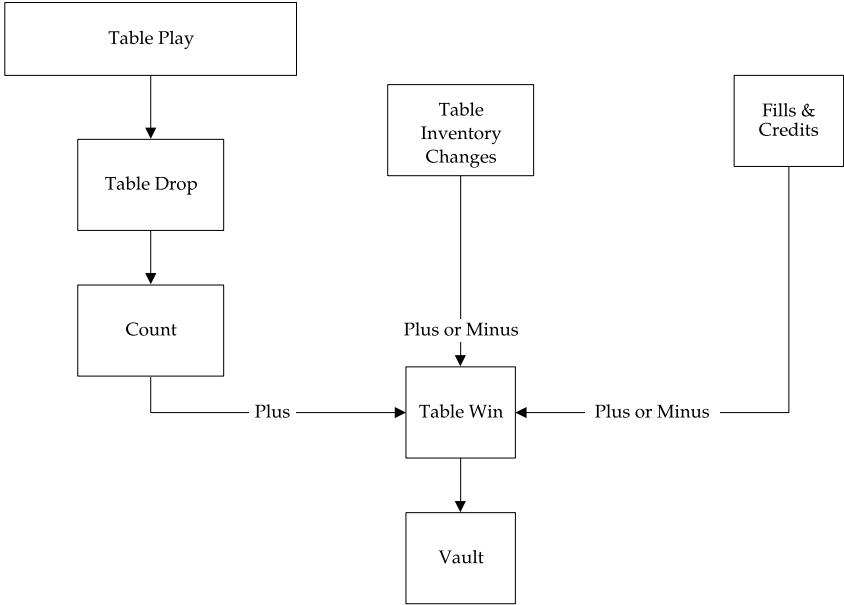 Table Play
Table
Inventory
Changes
Fills &
Credits
Table Drop
Count
Plus or Minus
Plus
Table Win
Plus or Minus
Vault